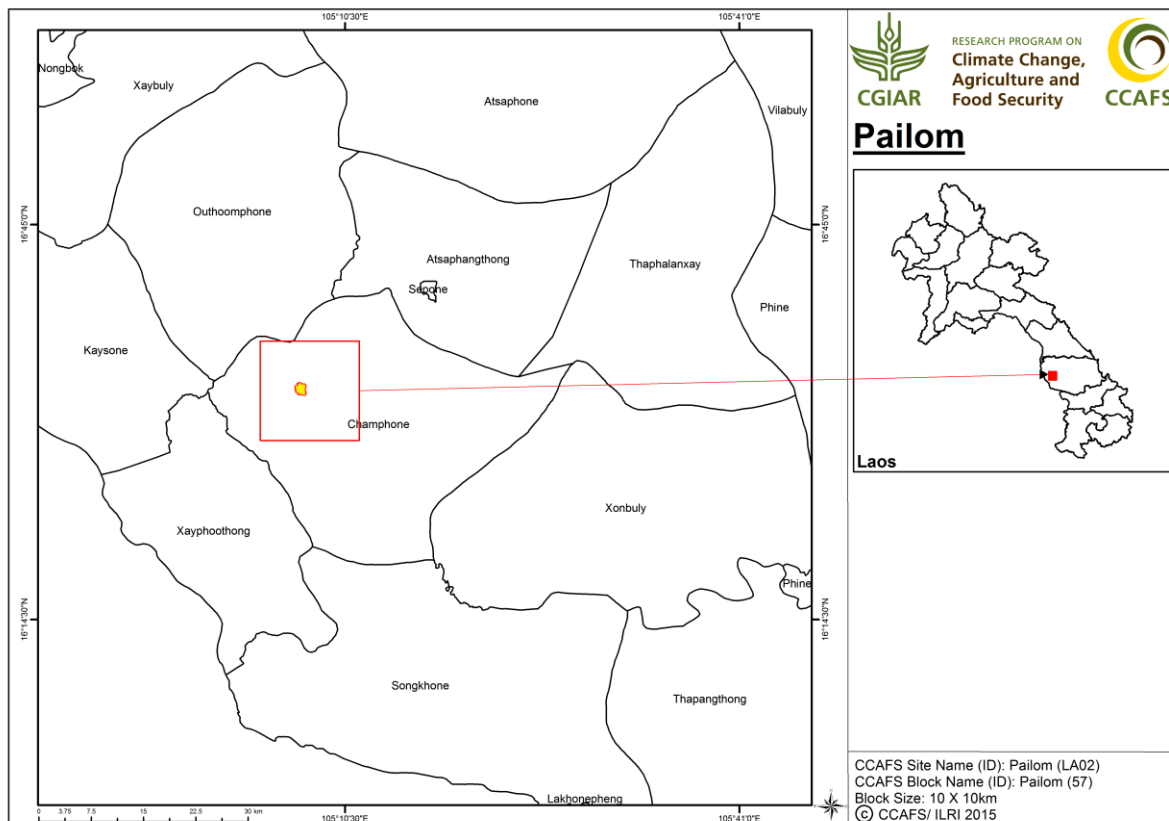 105°10'30"E
105°41'0"E
Nongbok
Xaybuly
Atsaphone
Vilabuly
Outhoomphone
16°45'0"N
16°45'0"N
Atsaphangthong
Thaphalanxay
Sepone
Phine
Kaysone
Champhone
Xonbuly
Xayphoothong
Phine
16°14'30"N
16°14'30"N
Songkhone
Thapangthong
Lakhonepheng
0 3.75 7.5 15 22.5 30 km
105°10'30"E
105°41'0"E
CGIAR
RESEARCH PROGRAM ON
Climate Change,
Agriculture and
Food Security
CCAFS
Pailom
Laos
CCAFS Site Name (ID): Pailom (LA02)
CCAFS Block Name (ID): Pailom (57)
Block Size: 10 X 10km
© CCAFS/ ILRI 2015